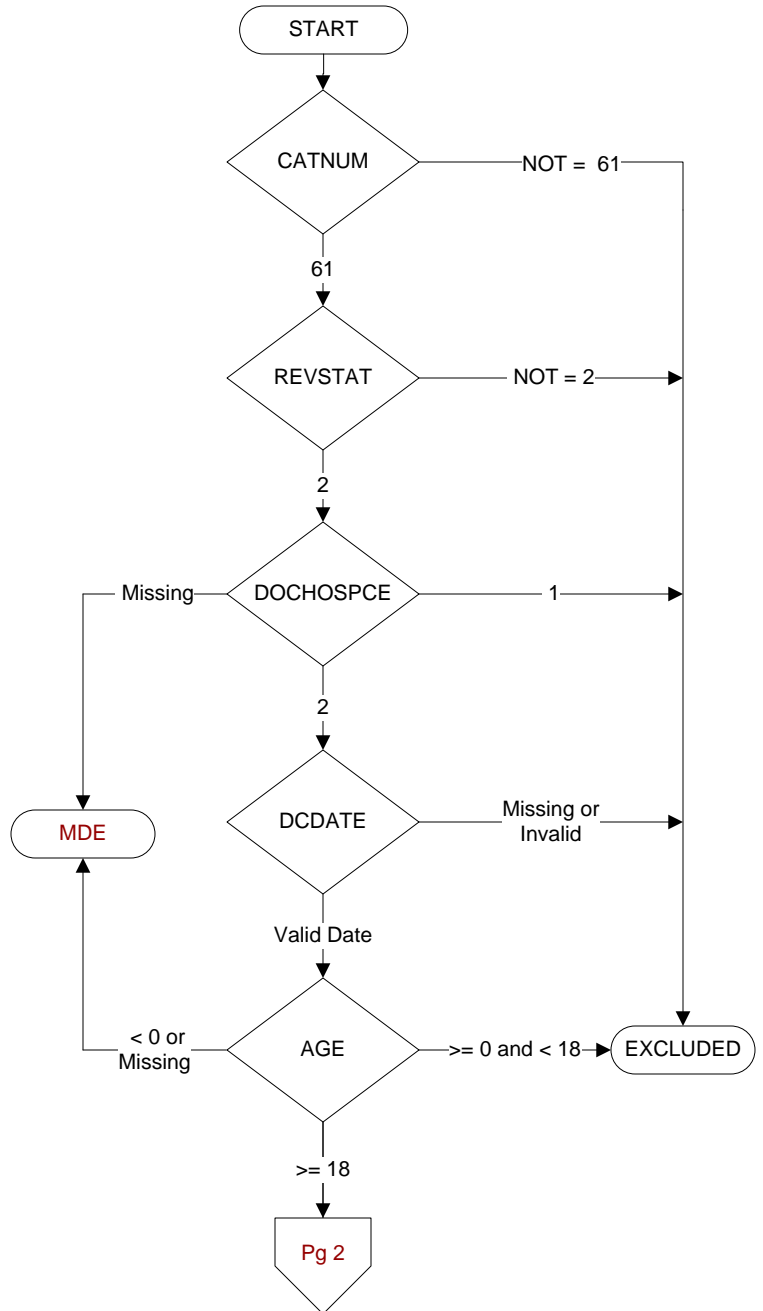 START
CATNUM
NOT = 61
61
REVSTAT
NOT = 2
2
Missing
DOCHOSPCE
1
2
MDE
DCDATE
Missing or
Invalid
Valid Date
< 0 or
Missing
AGE
>= 0 and < 18
EXCLUDED
>= 18
Pg 2